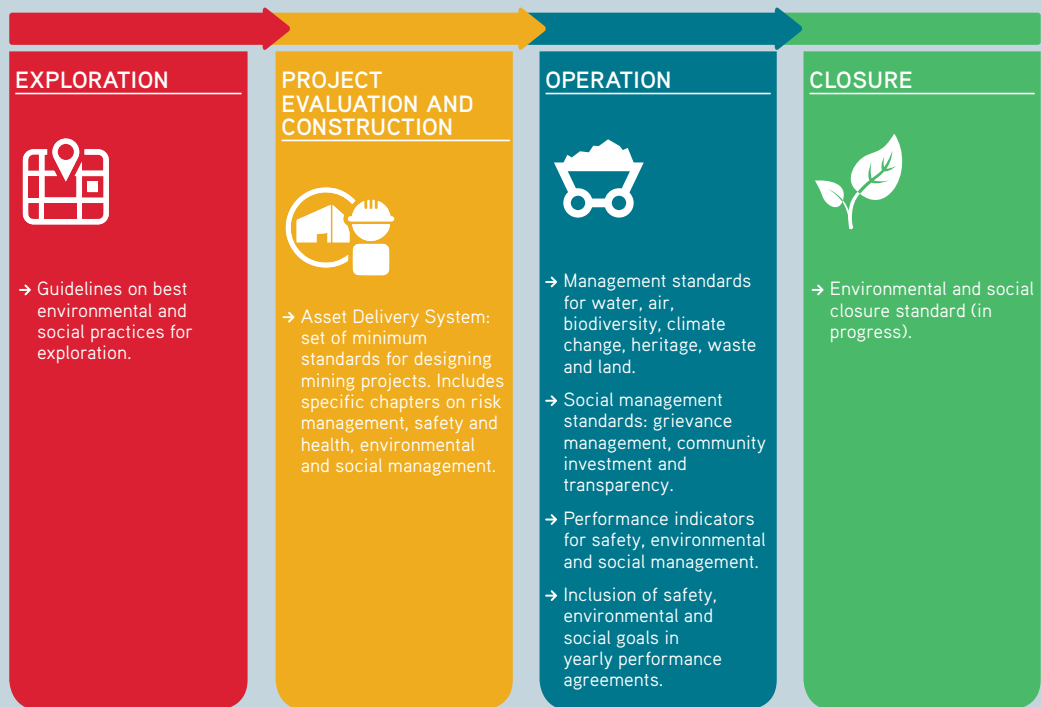 EXPLORATION
→ Guidelines on best
environmental and
social practices for
exploration.
PROJECT
EVALUATION AND
CONSTRUCTION
→ Asset Delivery System:
set of minimum
standards for designing
mining projects. Includes
specific chapters on risk
management, safety and
health, environmental
and social management.
OPERATION
→ Management standards
for water, air,
biodiversity, climate
change, heritage, waste
and land.
→ Social management
standards: grievance
management, community
investment and
transparency.
→ Performance indicators
for safety, environmental
and social management.
→ Inclusion of safety,
environmental and
social goals in
yearly performance
agreements.
CLOSURE
→ Environmental and social
closure standard (in
progress).